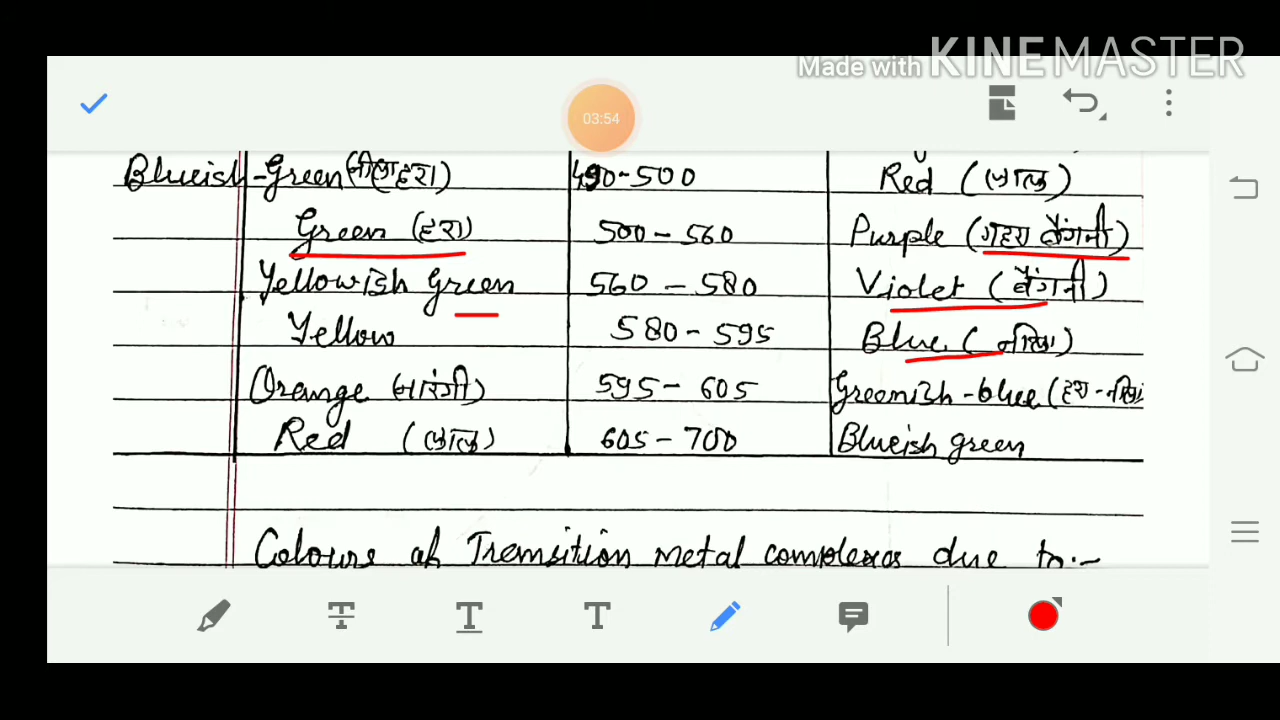 Made with KINEMASTER
03:54
Blueish-Green (नीला हरा) 490-500 Red (लाल)
Green (हरा) 500-560 Purple (गहरा बैंगनी)
Yellowish Green 560-580 Violet (बैंगनी)
Yellow 580-595 Blue (नीला)
Orange (नारंगी) 595-605 Greenish-blue (हरा-नीला
Red (लाल) 605-700 Blueish green
Colours of Transition metal complexes due to:-